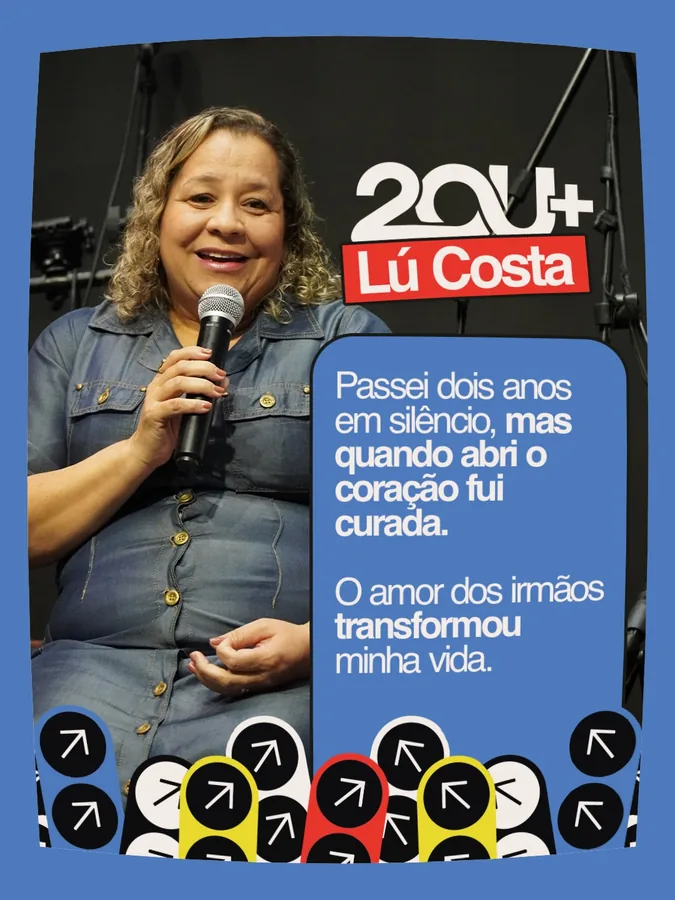 20U+
Lú Costa
Passei dois anos
em silêncio, mas
quando abri o
coração fui
curada.
O amor dos irmãos
transformou
minha vida.